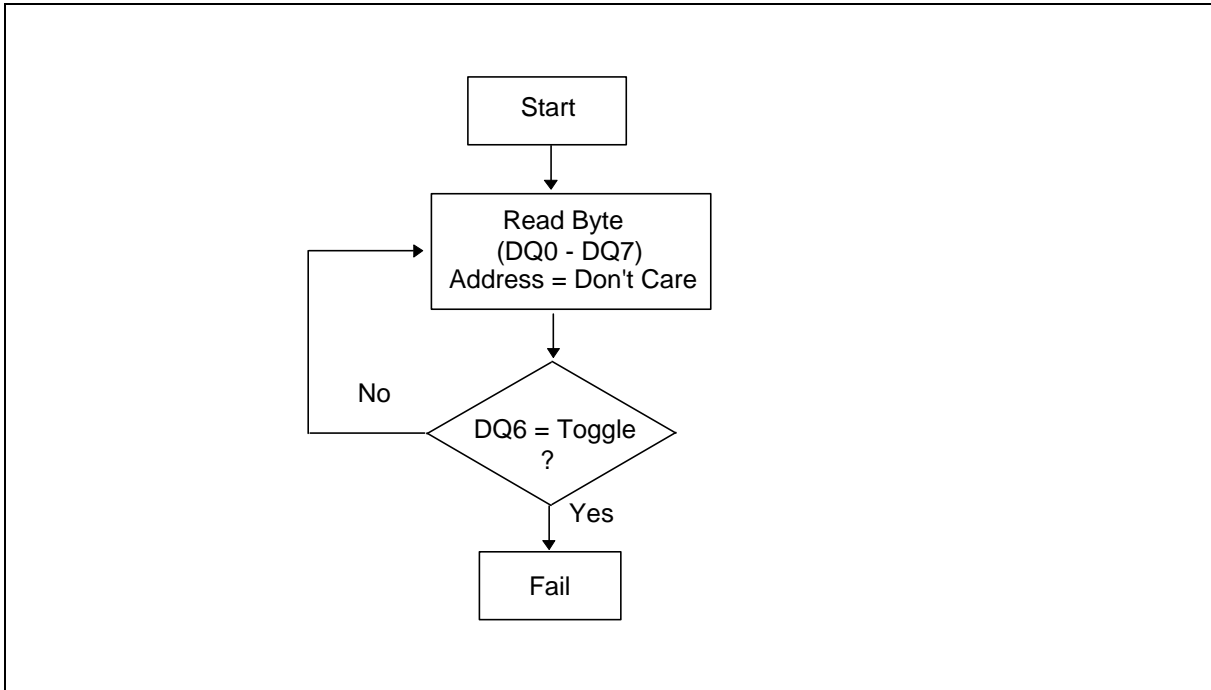 Start
Read Byte
(DQ0 - DQ7)
Address = Don't Care
No
DQ6 = Toggle
?
Yes
Fail